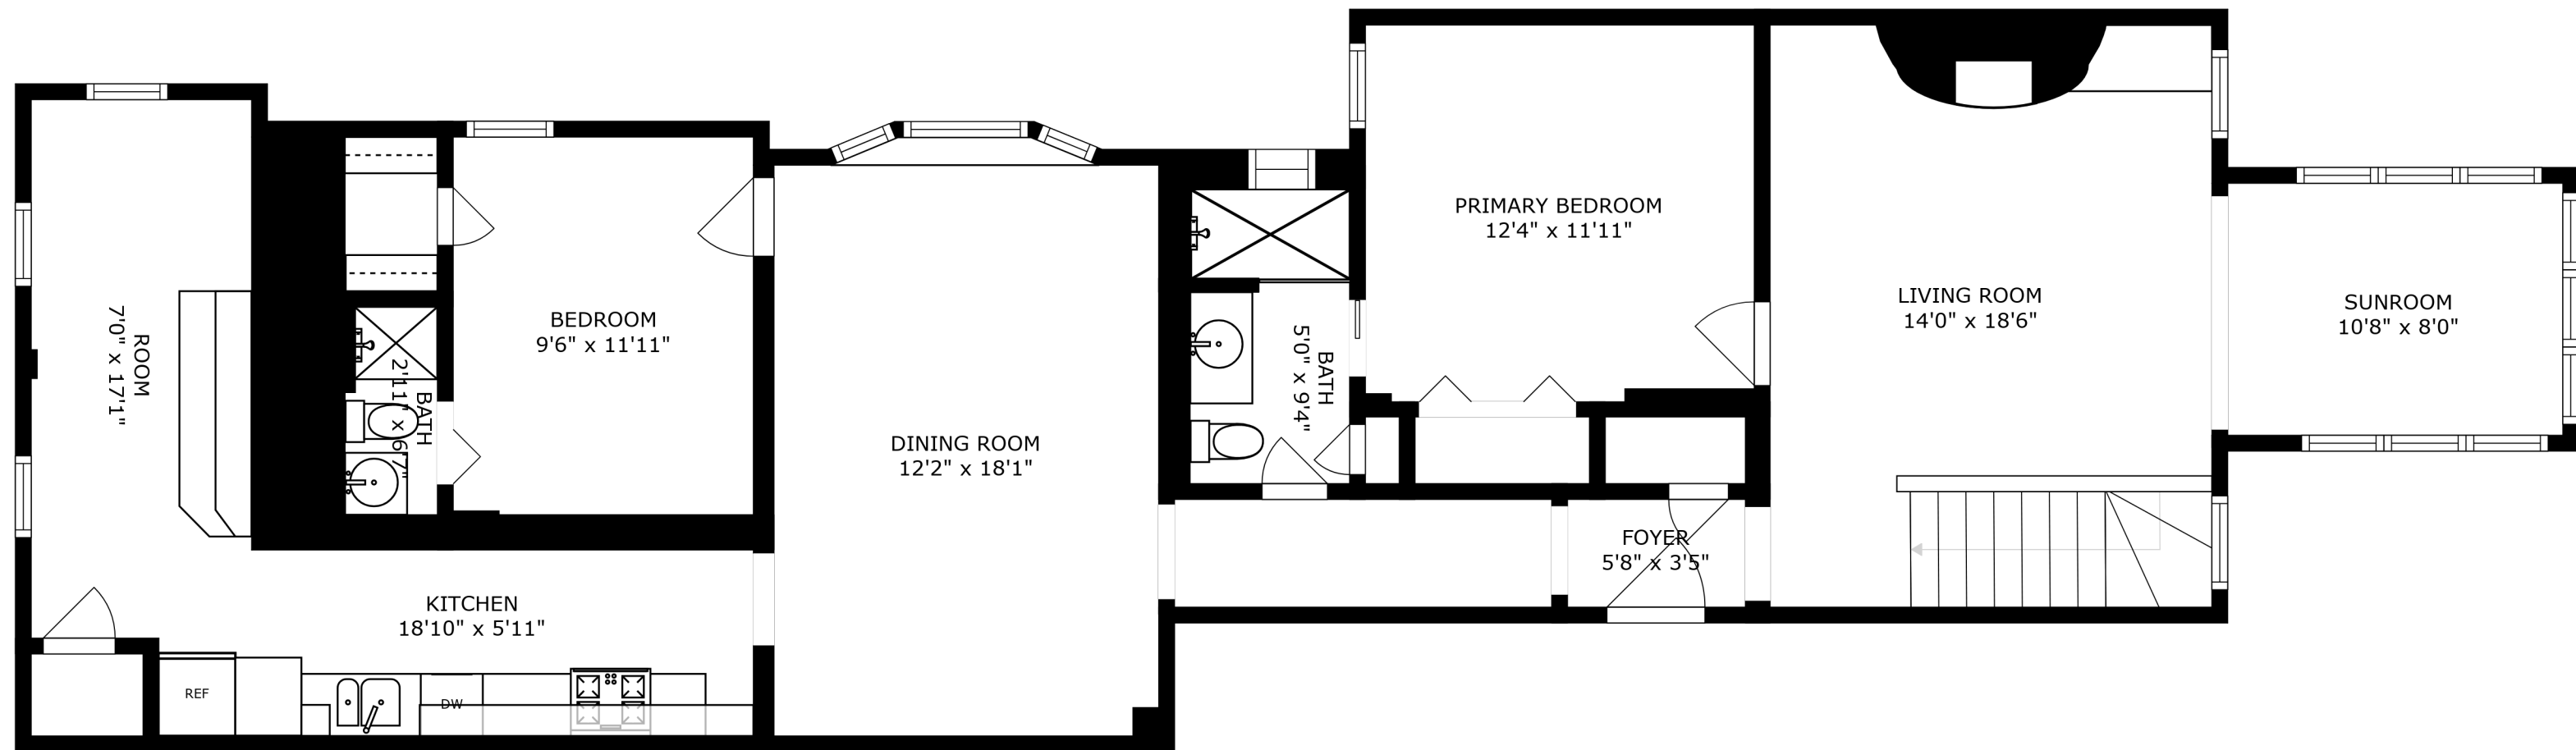 ROOM
7'0" x 17'1"
BATH
2'11" x 6'7"
BEDROOM
9'6" x 11'11"
KITCHEN
18'10" x 5'11"
REF
DW
DINING ROOM
12'2" x 18'1"
BATH
5'0" x 9'4"
PRIMARY BEDROOM
12'4" x 11'11"
FOYER
5'8" x 3'5"
LIVING ROOM
14'0" x 18'6"
SUNROOM
10'8" x 8'0"